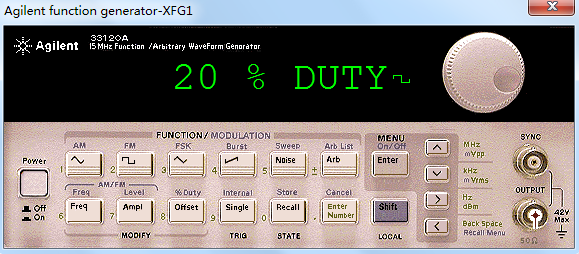 Agilent function generator-XFG1
Agilent 33120A
15 MHz Function /Arbitrary WaveForm Generator
20 % DUTY
FUNCTION/ MODULATION
MENU
AM FM FSK Burst Sweep Arb List On/Off
1 2 3 4 Noise 5 ± Arb Enter
Power
Off
On
AM/FM
Freq Level % Duty Internal Store Cancel
6 Freq 7 Ampl 8 Offset 9 Single 0 Recall . Enter Number Shift
MODIFY TRIG STATE LOCAL
MHz
mVpp
kHz
mVrms
Hz
dBm
Back Space
Recall Menu
SYNC
OUTPUT
42V
Max
50Ω